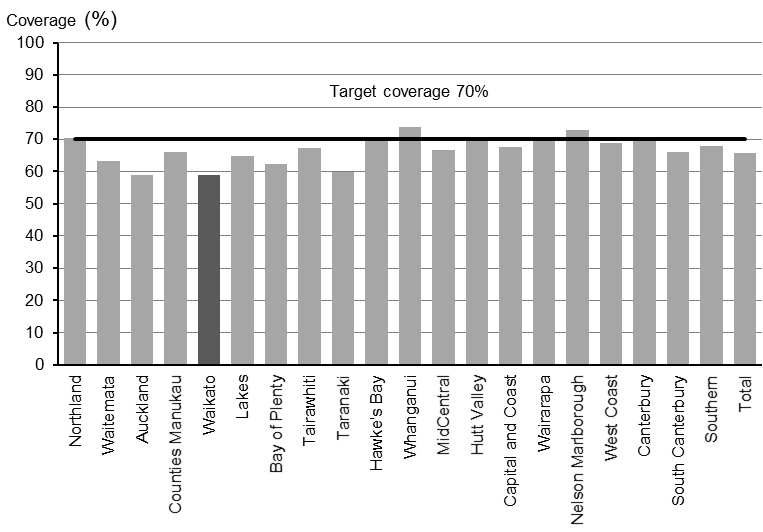 Coverage (%)
100
90
80
70
60
50
40
30
20
10
0
Target coverage 70%
Northland
Waitemata
Auckland
Counties Manukau
Waikato
Lakes
Bay of Plenty
Tairawhiti
Taranaki
Hawke's Bay
Whanganui
MidCentral
Hutt Valley
Capital and Coast
Wairarapa
Nelson Marlborough
West Coast
Canterbury
South Canterbury
Southern
Total